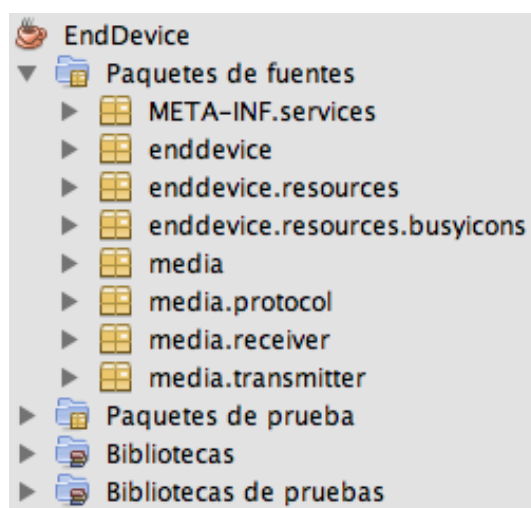 EndDevice
Paquetes de fuentes
META-INF.services
enddevice
enddevice.resources
enddevice.resources.busyicons
media
media.protocol
media.receiver
media.transmitter
Paquetes de prueba
Bibliotecas
Bibliotecas de pruebas